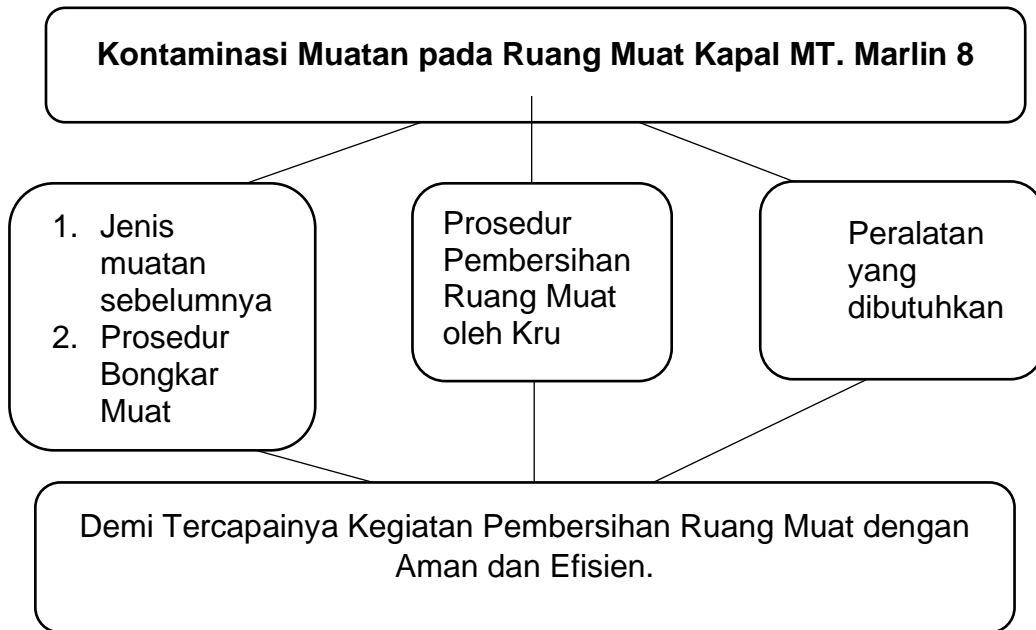 Kontaminasi Muatan pada Ruang Muat Kapal MT. Marlin 8
1. Jenis
muatan
sebelumnya
2. Prosedur
Bongkar
Muat
Prosedur
Pembersihan
Ruang Muat
oleh Kru
Peralatan
yang
dibutuhkan
Demi Tercapainya Kegiatan Pembersihan Ruang Muat dengan
Aman dan Efisien.